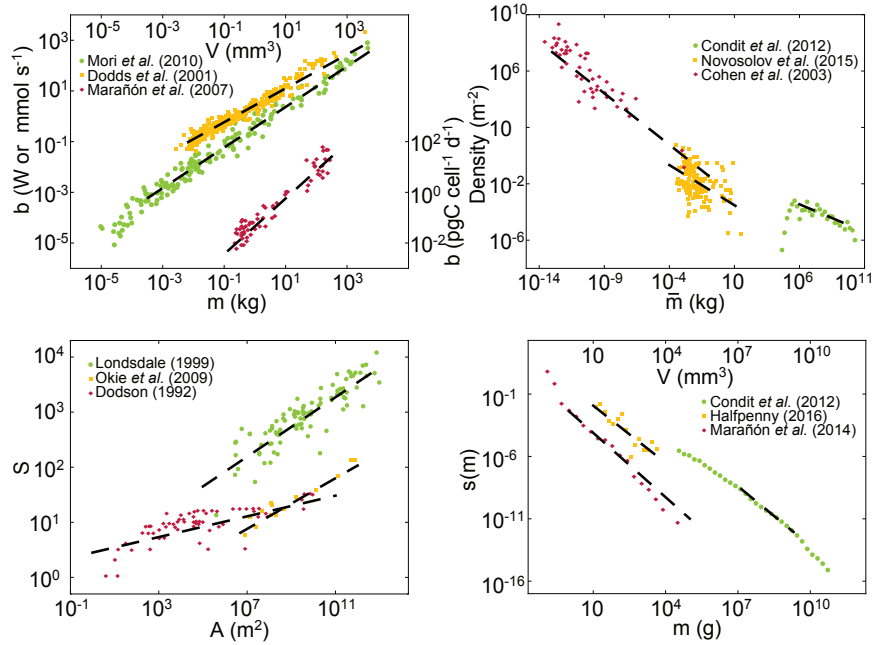 10^-5 10^-3 10^-1 10^1 10^3
V (mm^3)
10^3
10^1
10^-1
10^-3
10^-5
b (W or mmol s^-1)
Mori et al. (2010)
Dodds et al. (2001)
Marañón et al. (2007)
10^2
10^0
10^-2
b (pgC cell^-1 d^-1)
10^-5 10^-3 10^-1 10^1 10^3
m (kg)
10^10
10^6
10^2
10^-2
10^-6
Density (m^-2)
Condit et al. (2012)
Novosolov et al. (2015)
Cohen et al. (2003)
10^-14 10^-9 10^-4 10 10^6 10^11
m̄ (kg)
10^4
10^3
10^2
10^1
10^0
S
Londsdale (1999)
Okie et al. (2009)
Dodson (1992)
10^-1 10^3 10^7 10^11
A (m^2)
10 10^4 10^7 10^10
V (mm^3)
10^-1
10^-6
10^-11
10^-16
s(m)
Condit et al. (2012)
Halfpenny (2016)
Marañón et al. (2014)
10 10^4 10^7 10^10
m (g)